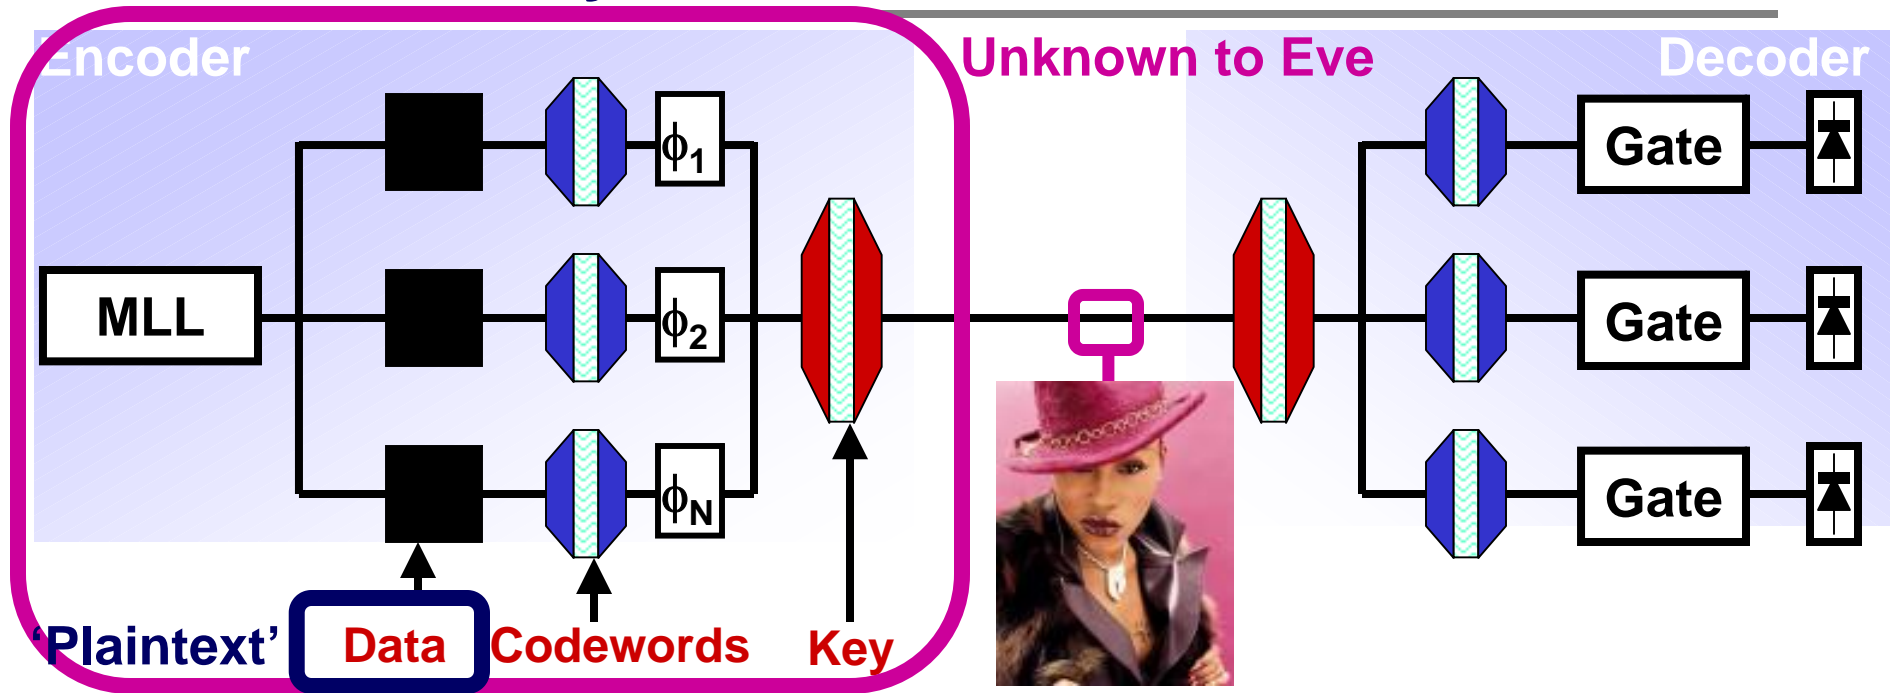 Encoder
Unknown to Eve
Decoder
ϕ1
Gate
MLL
ϕ2
Gate
ϕN
Gate
‘Plaintext’
Data
Codewords
Key